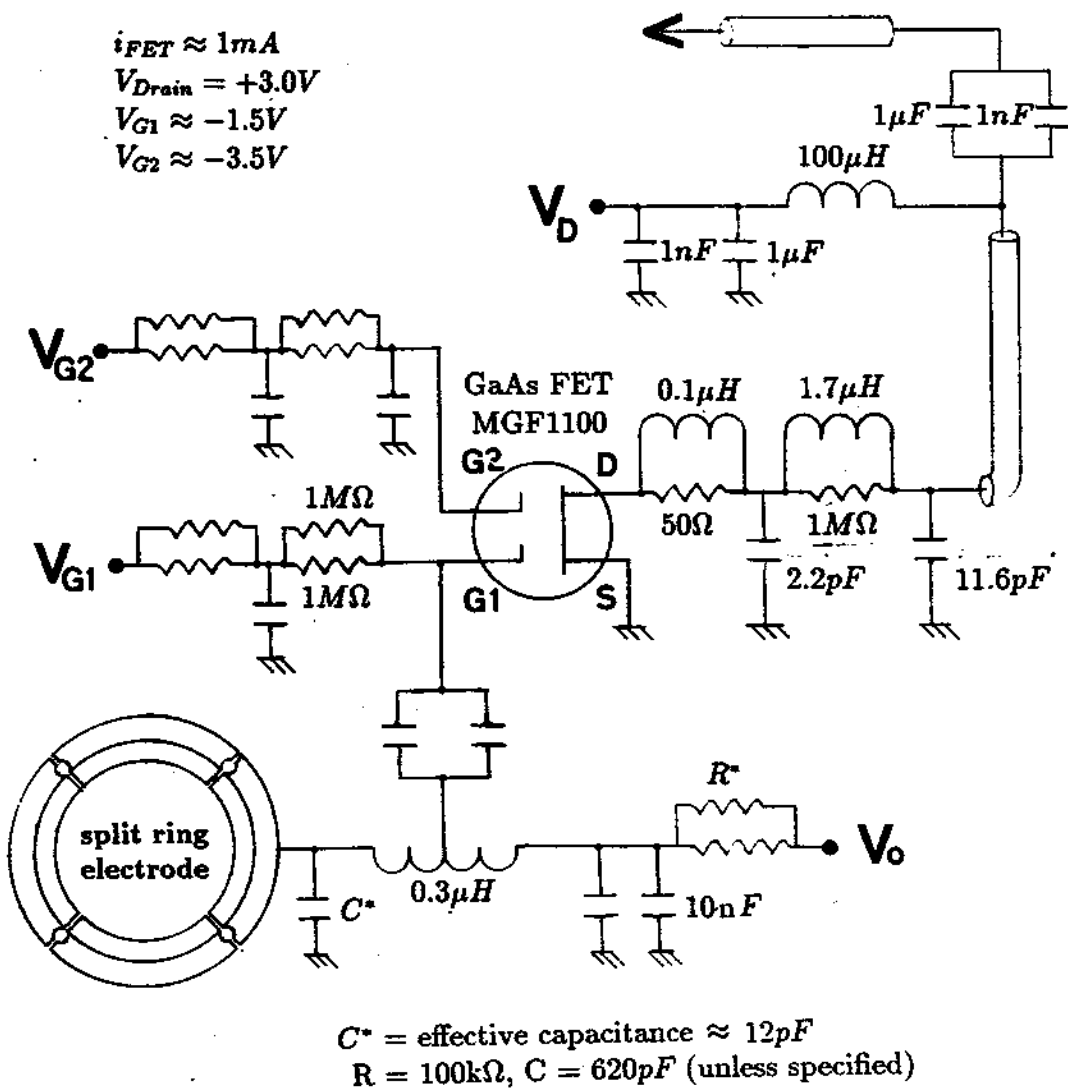 i_FET ≈ 1mA
V_Drain = +3.0V
V_G1 ≈ −1.5V
V_G2 ≈ −3.5V
1μF 1nF
100μH
V_D
1nF 1μF
V_G2
GaAs FET
MGF1100
0.1μH 1.7μH
G2 D
1MΩ
50Ω 1MΩ
V_G1
1MΩ
G1 S
2.2pF 11.6pF
R*
split ring
electrode
V_o
0.3μH
C* 10nF
C* = effective capacitance ≈ 12pF
R = 100kΩ, C = 620pF (unless specified)